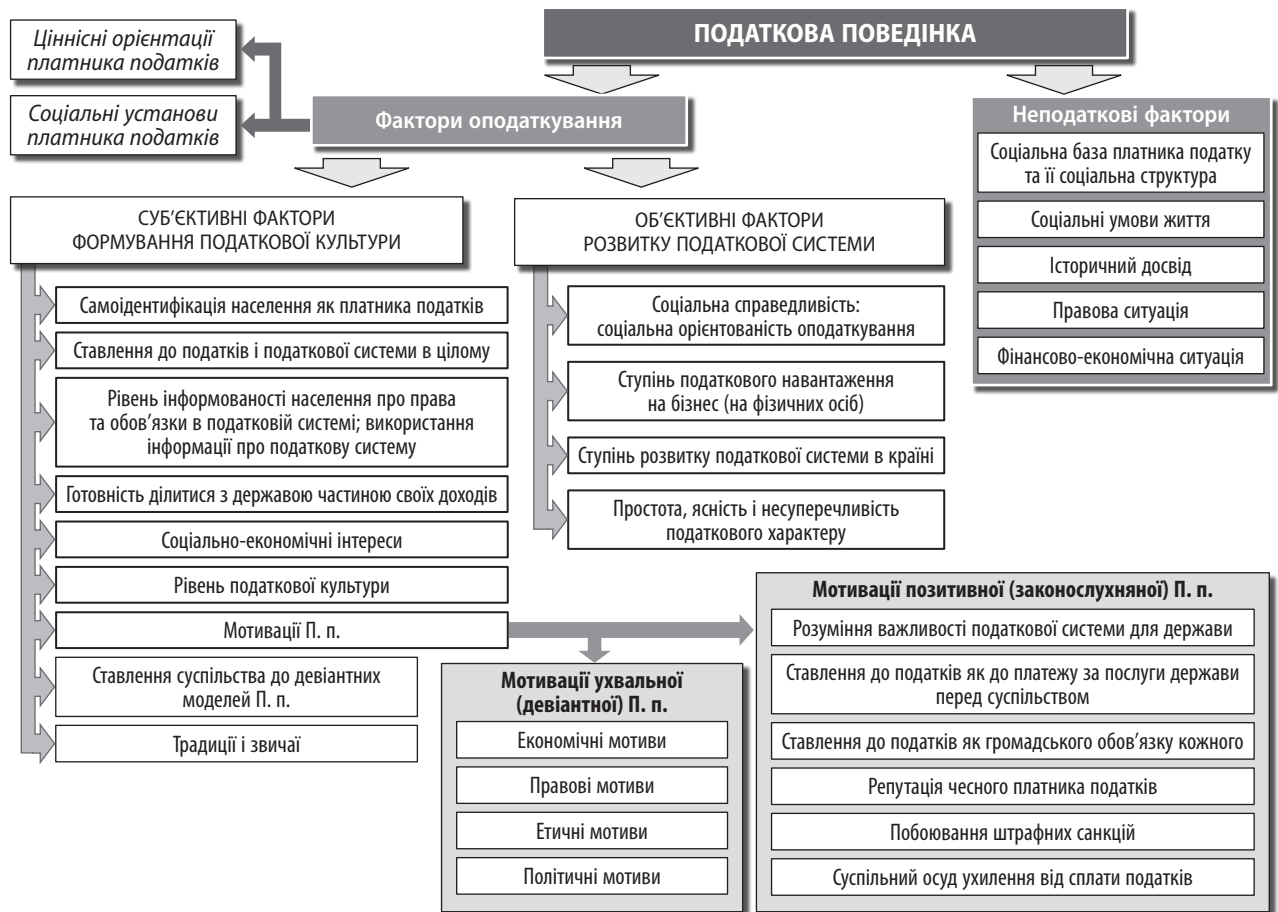 ПОДАТКОВА ПОВЕДІНКА
Ціннісні орієнтації
платника податків
Соціальні установи
платника податків
Фактори оподаткування
Неподаткові фактори
Соціальна база платника податку
та її соціальна структура
Соціальні умови життя
Історичний досвід
Правова ситуація
Фінансово-економічна ситуація
СУБ’ЄКТИВНІ ФАКТОРИ
ФОРМУВАННЯ ПОДАТКОВОЇ КУЛЬТУРИ
Самоідентифікація населення як платника податків
Ставлення до податків і податкової системи в цілому
Рівень інформованості населення про права
та обов’язки в податковій системі; використання
інформації про податкову систему
Готовність ділитися з державою частиною своїх доходів
Соціально-економічні інтереси
Рівень податкової культури
Мотивації П. п.
Ставлення суспільства до девіантних
моделей П. п.
Традиції і звичаї
ОБ’ЄКТИВНІ ФАКТОРИ
РОЗВИТКУ ПОДАТКОВОЇ СИСТЕМИ
Соціальна справедливість:
соціальна орієнтованість оподаткування
Ступінь податкового навантаження
на бізнес (на фізичних осіб)
Ступінь розвитку податкової системи в країні
Простота, ясність і несуперечливість
податкового характеру
Мотивації ухвальної
(девіантної) П. п.
Економічні мотиви
Правові мотиви
Етичні мотиви
Політичні мотиви
Мотивації позитивної (законослухняної) П. п.
Розуміння важливості податкової системи для держави
Ставлення до податків як до платежу за послуги держави
перед суспільством
Ставлення до податків як громадського обов’язку кожного
Репутація чесного платника податків
Побоювання штрафних санкцій
Суспільний осуд ухилення від сплати податків